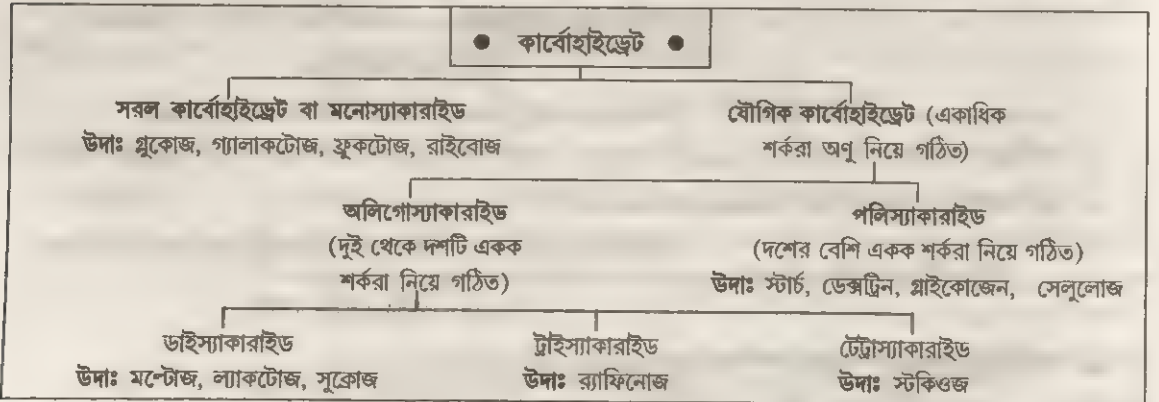 ● কার্বোহাইড্রেট ●
সরল কার্বোহাইড্রেট বা মনোস্যাকারাইড
উদাঃ গ্লুকোজ, গ্যালাকটোজ, ফ্রুকটোজ, রাইবোজ
যৌগিক কার্বোহাইড্রেট (একাধিক
শর্করা অণু নিয়ে গঠিত)
অলিগোস্যাকারাইড
(দুই থেকে দশটি একক
শর্করা নিয়ে গঠিত)
পলিস্যাকারাইড
(দশের বেশি একক শর্করা নিয়ে গঠিত)
উদাঃ স্টার্চ, ডেক্সট্রিন, গ্লাইকোজেন, সেলুলোজ
ডাইস্যাকারাইড
উদাঃ মল্টোজ, ল্যাকটোজ, সুক্রোজ
ট্রাইস্যাকারাইড
উদাঃ র‍্যাফিনোজ
টেট্রাস্যাকারাইড
উদাঃ স্টকিওজ